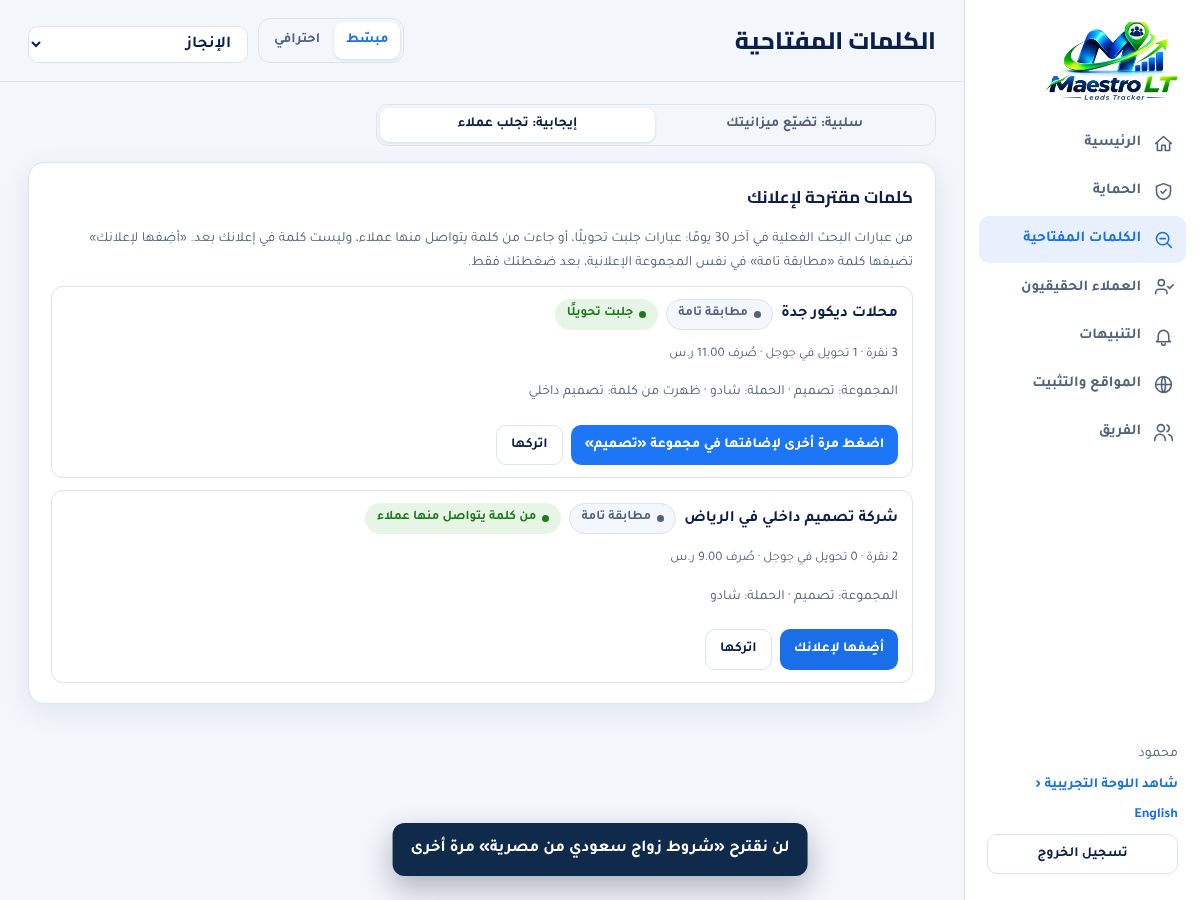 Maestro LT
Leads Tracker
الرئيسية
الحماية
الكلمات المفتاحية
العملاء الحقيقيون
التنبيهات
المواقع والتثبيت
الفريق
محمود
شاهد اللوحة التجريبية ‹
English
تسجيل الخروج
الكلمات المفتاحية
مبسّط
احترافي
الإنجاز
سلبية: تضيّع ميزانيتك
إيجابية: تجلب عملاء
كلمات مقترحة لإعلانك
من عبارات البحث الفعلية في آخر 30 يومًا: عبارات جلبت تحويلًا، أو جاءت من كلمة يتواصل منها عملاء، وليست كلمة في إعلانك بعد. «أضِفها لإعلانك»
تضيفها كلمة «مطابقة تامة» في نفس المجموعة الإعلانية، بعد ضغطتك فقط.
محلات ديكور جدة
مطابقة تامة
جلبت تحويلًا
3 نقرة · 1 تحويل في جوجل · صُرف 11.00 ر.س
المجموعة: تصميم · الحملة: شادو · ظهرت من كلمة: تصميم داخلي
اضغط مرة أخرى لإضافتها في مجموعة «تصميم»
اتركها
شركة تصميم داخلي في الرياض
مطابقة تامة
من كلمة يتواصل منها عملاء
2 نقرة · 0 تحويل في جوجل · صُرف 9.00 ر.س
المجموعة: تصميم · الحملة: شادو
أضِفها لإعلانك
اتركها
لن نقترح «شروط زواج سعودي من مصرية» مرة أخرى